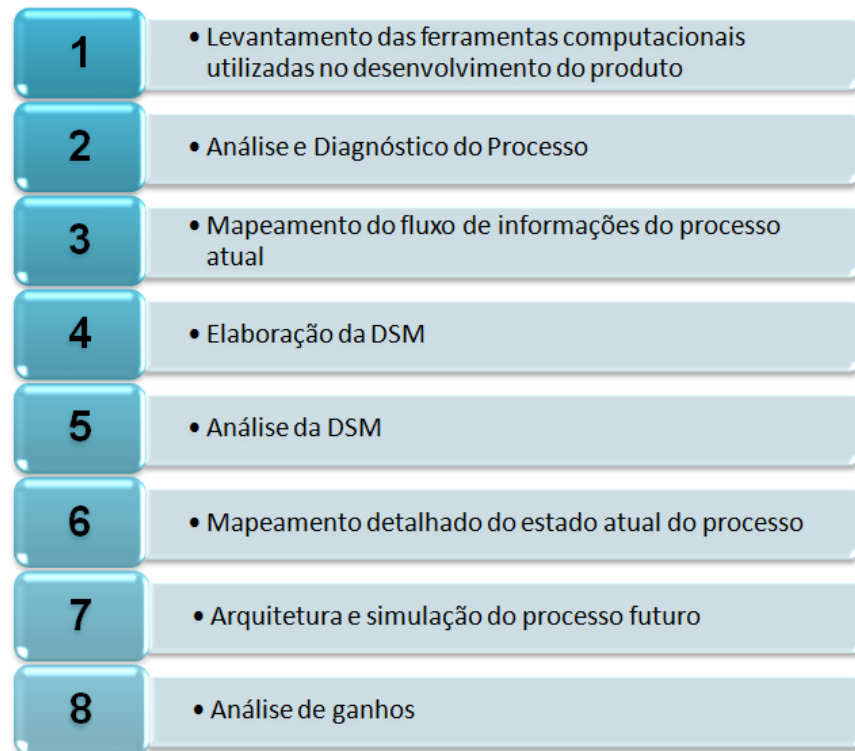 1
• Levantamento das ferramentas computacionais
utilizadas no desenvolvimento do produto
2
• Análise e Diagnóstico do Processo
3
• Mapeamento do fluxo de informações do processo
atual
4
• Elaboração da DSM
5
• Análise da DSM
6
• Mapeamento detalhado do estado atual do processo
7
• Arquitetura e simulação do processo futuro
8
• Análise de ganhos